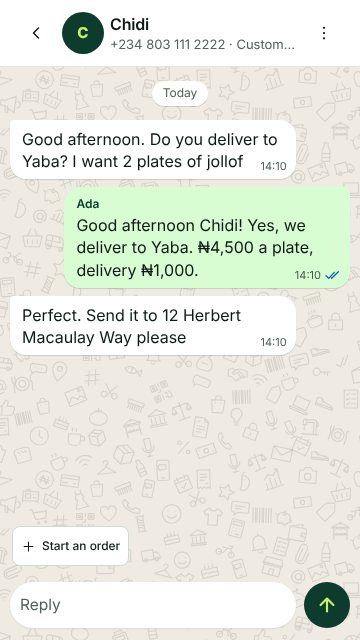 C
Chidi
+234 803 111 2222 · Custom...
Today
Good afternoon. Do you deliver to
Yaba? I want 2 plates of jollof
14:10
Ada
Good afternoon Chidi! Yes, we
deliver to Yaba. ₦4,500 a plate,
delivery ₦1,000.
14:10
Perfect. Send it to 12 Herbert
Macaulay Way please
14:10
+ Start an order
Reply